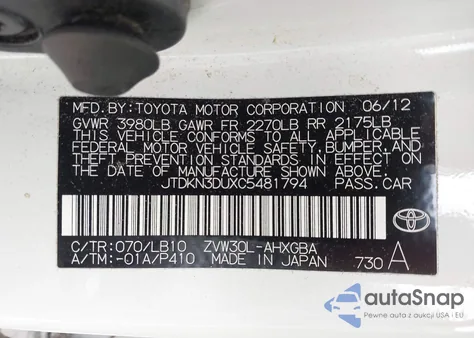 MFD. BY: TOYOTA MOTOR CORPORATION 06/12
GVWR 3980LB GAWR FR 2270LB RR 2175LB
THIS VEHICLE CONFORMS TO ALL APPLICABLE
FEDERAL MOTOR VEHICLE SAFETY, BUMPER, AND
THEFT PREVENTION STANDARDS IN EFFECT ON
THE DATE OF MANUFACTURE SHOWN ABOVE.
JTDKN3DUXC5481794 PASS. CAR
C/TR: 070/LB10 ZVW30L-AHXGBA
A/TM: -01A/P410 MADE IN JAPAN 730 A
TOYOTA
autoSnap
Pewne auta z USA i EU